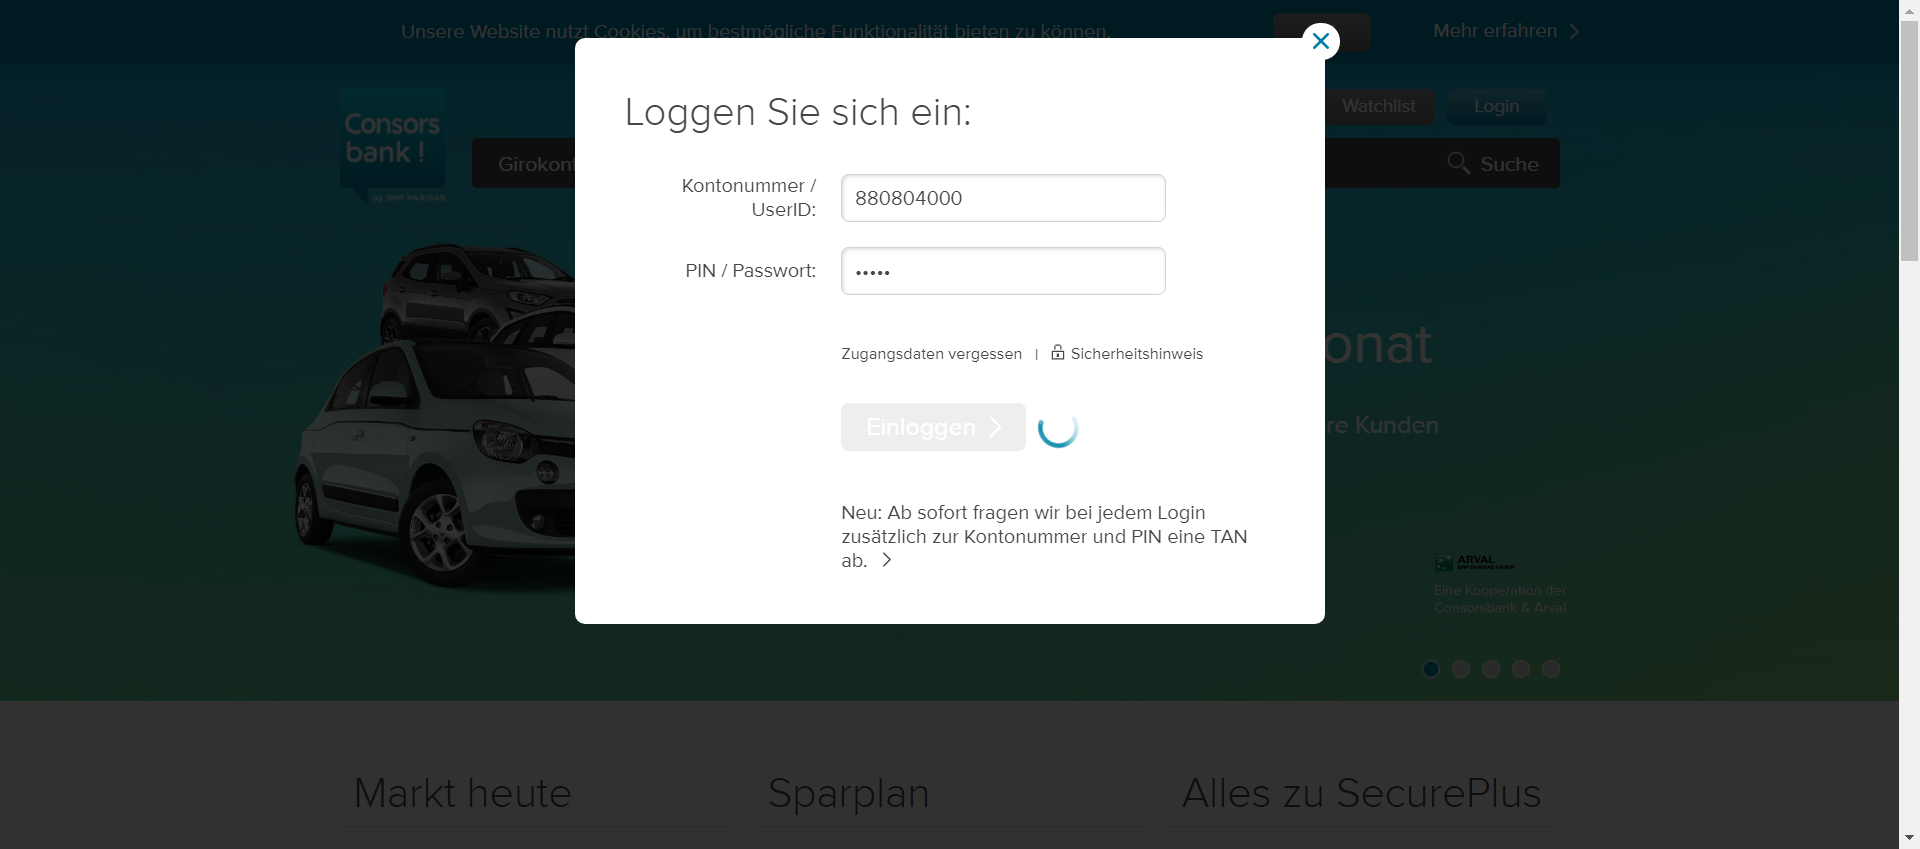 Unsere Website nutzt Cookies, um bestmögliche Funktionalität bieten zu können.
Mehr erfahren
Consors
bank !
by BNP PARIBAS
Watchlist
Login
Girokont
Suche
Loggen Sie sich ein:
Kontonummer /
UserID:
880804000
PIN / Passwort:
•••••
Zugangsdaten vergessen | Sicherheitshinweis
Einloggen
Neu: Ab sofort fragen wir bei jedem Login
zusätzlich zur Kontonummer und PIN eine TAN
ab.
onat
re Kunden
ARVAL
BNP PARIBAS GROUP
Eine Kooperation der
Consorsbank & Arval
Markt heute
Sparplan
Alles zu SecurePlus